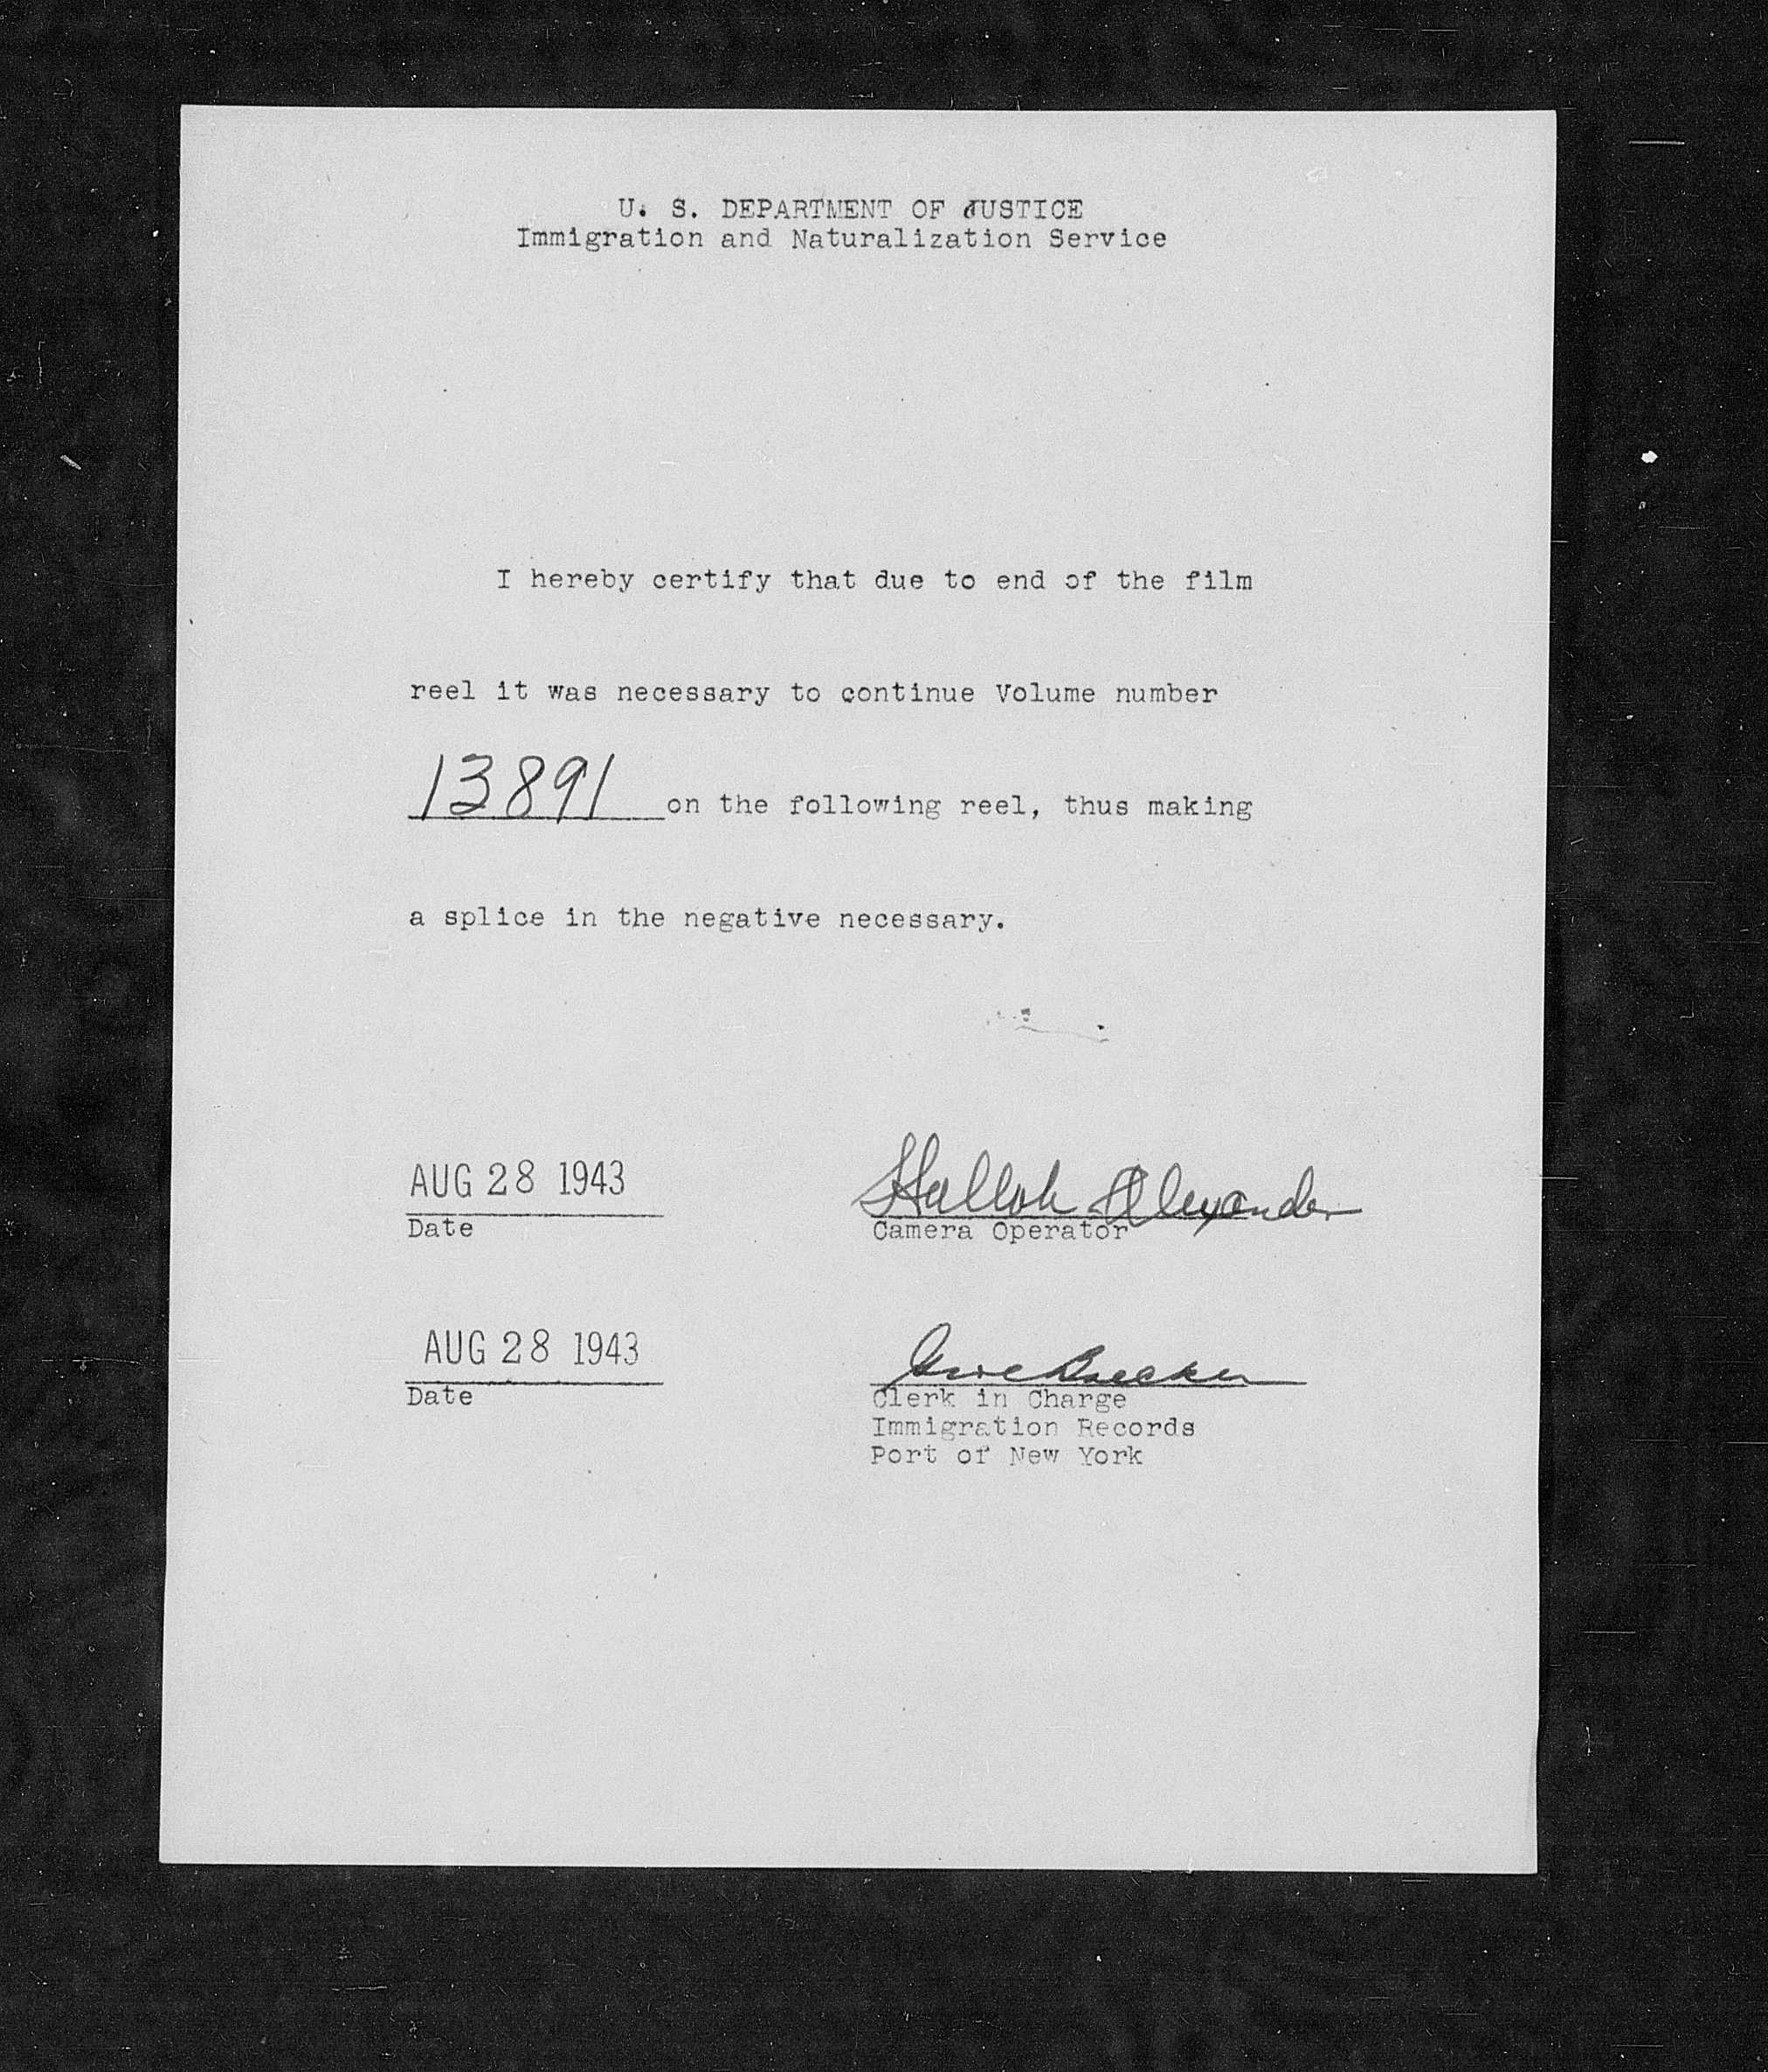 U. S. DEPARTMENT OF JUSTICE
Immigration and Naturalization Service
I hereby certify that due to end of the film
reel it was necessary to continue Volume number
13891 on the following reel, thus making
a splice in the negative necessary.
AUG 28 1943
Alexander
Date
Camera Operator
AUG 28 1943
Date
Clerk in Charge
Immigration Records
Port of New York